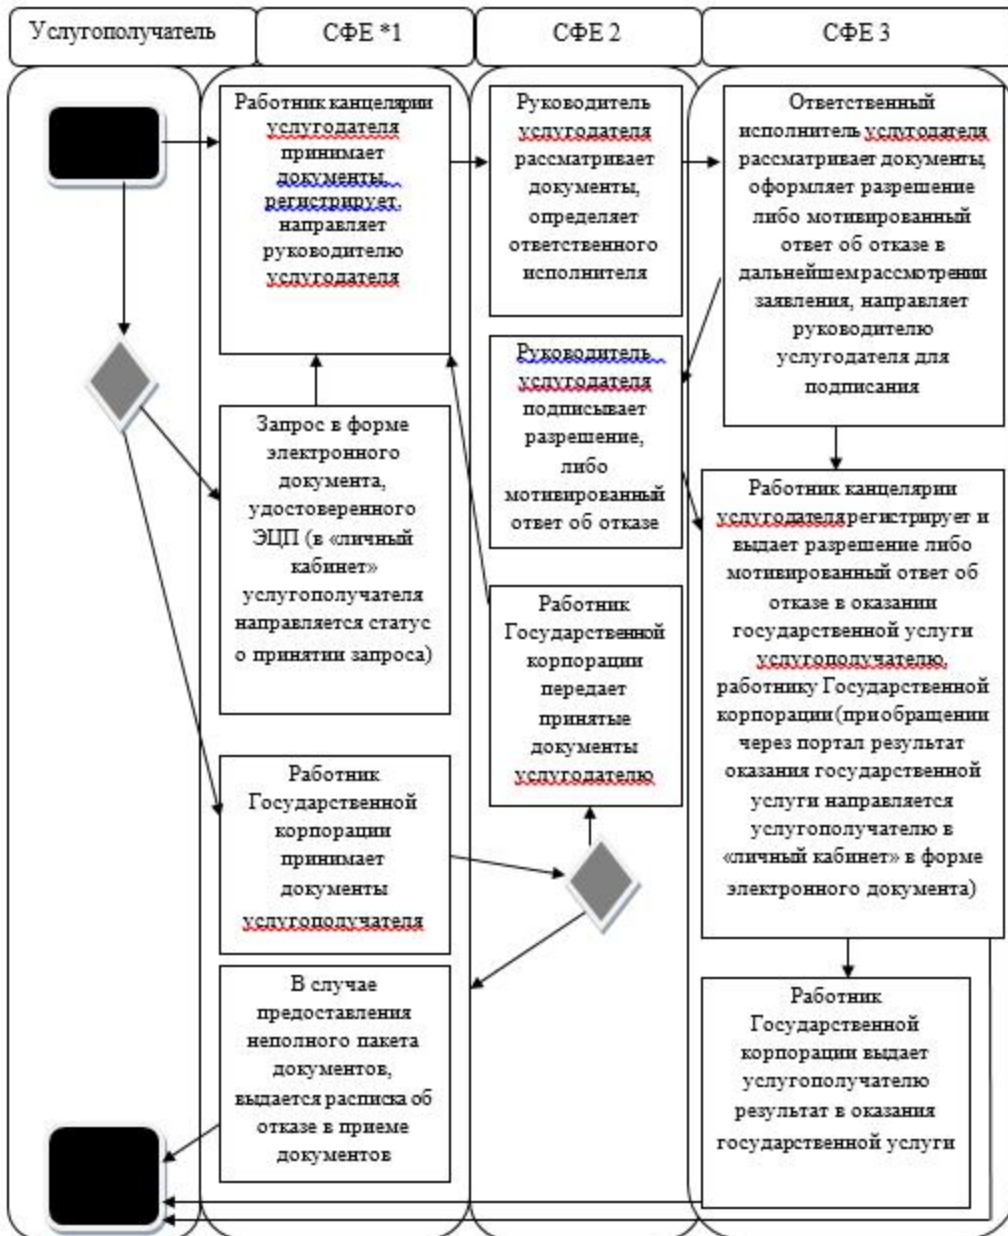 Услугополучатель
СФЕ *1
СФЕ 2
СФЕ 3
Работник канцелярии
услугодателя
принимает
документы,
регистрирует,
направляет
руководителю
услугодателя
Руководитель
услугодателя
рассматривает
документы,
определяет
ответственного
исполнителя
Ответственный
исполнитель услугодателя
рассматривает документы,
оформляет разрешение
либо мотивированный
ответ об отказе в
дальнейшем рассмотрении
заявления, направляет
руководителю
услугодателя для
подписания
Руководитель
услугодателя
подписывает
разрешение,
либо
мотивированный
ответ об отказе
Запрос в форме
электронного
документа,
удостоверенного
ЭЦП (в «личный
кабинет»
услугополучателя
направляется статус
о принятии запроса)
Работник канцелярии
услугодателя регистрирует и
выдает разрешение либо
мотивированный ответ об
отказе в оказании
государственной услуги
услугополучателю,
работнику Государственной
корпорации (при обращении
через портал результат
оказания государственной
услуги направляется
услугополучателю в
«личный кабинет» в форме
электронного документа)
Работник
Государственной
корпорации
передает
принятые
документы
услугодателю
Работник
Государственной
корпорации
принимает
документы
услугополучателя
В случае
предоставления
неполного пакета
документов,
выдается расписка об
отказе в приеме
документов
Работник
Государственной
корпорации выдает
услугополучателю
результат в оказания
государственной услуги